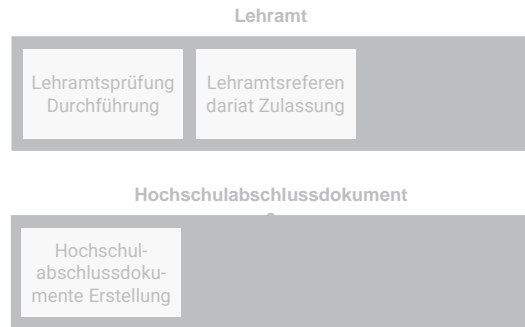 Lehramt
Lehramtsprüfung
Durchführung
Lehramtsreferen
dariat Zulassung
Hochschulabschlussdokument
Hochschul-
abschlussdoku-
mente Erstellung